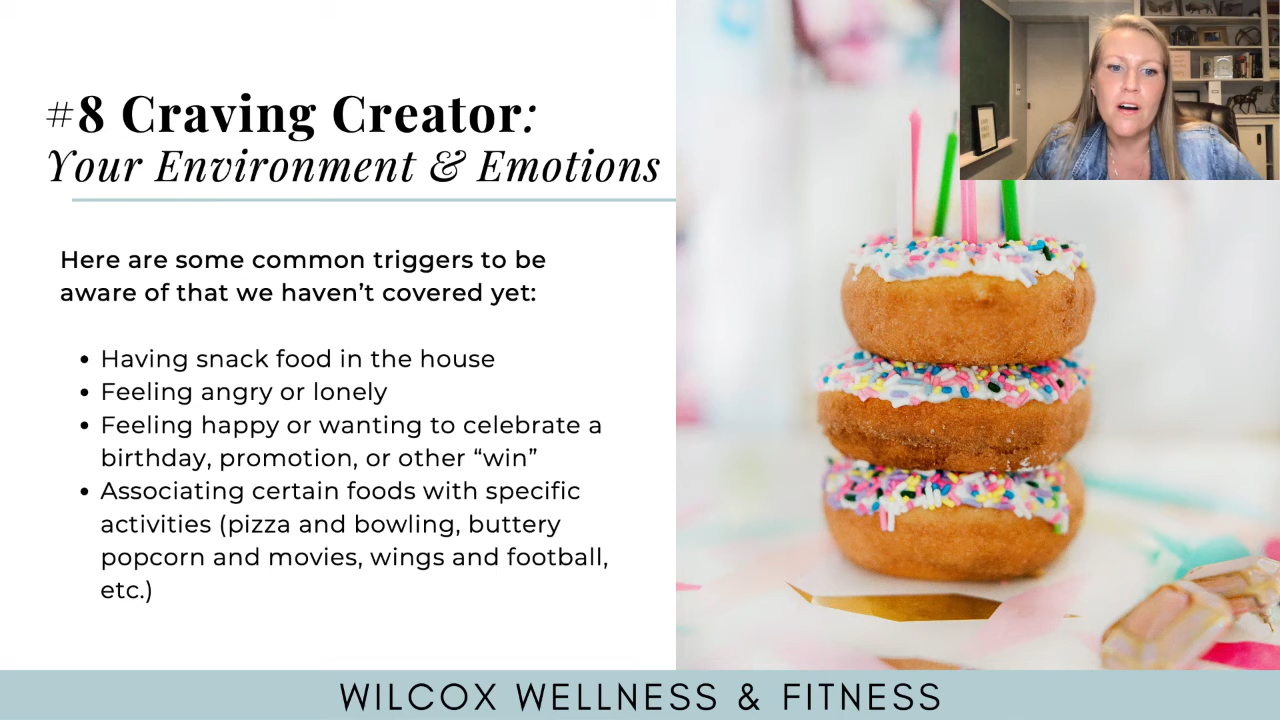 #8 Craving Creator:
Your Environment & Emotions
Here are some common triggers to be
aware of that we haven’t covered yet:
• Having snack food in the house
• Feeling angry or lonely
• Feeling happy or wanting to celebrate a
birthday, promotion, or other “win”
• Associating certain foods with specific
activities (pizza and bowling, buttery
popcorn and movies, wings and football,
etc.)
WILCOX WELLNESS & FITNESS